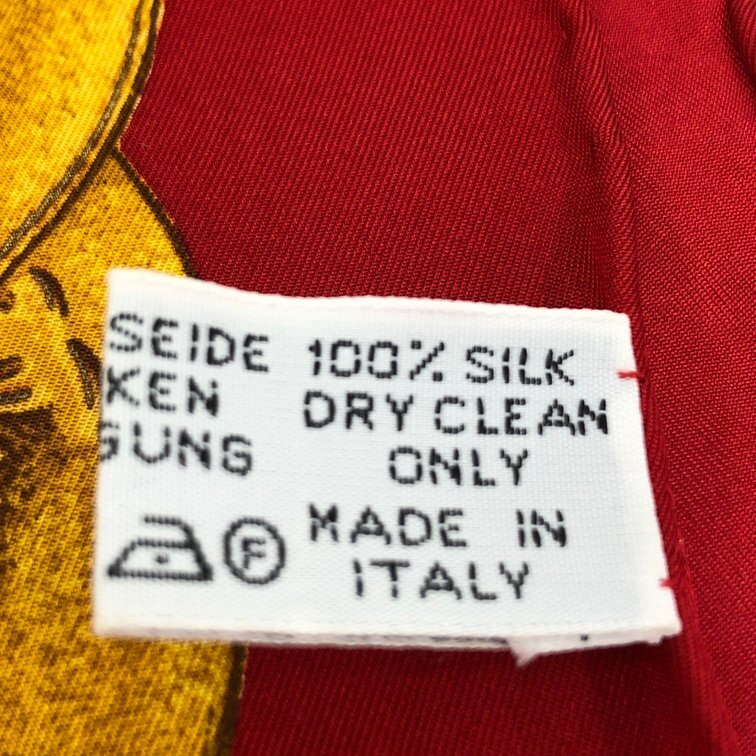 SEIDE 100% SILK
KEN DRY CLEAN
GUNG ONLY
F MADE IN
ITALY